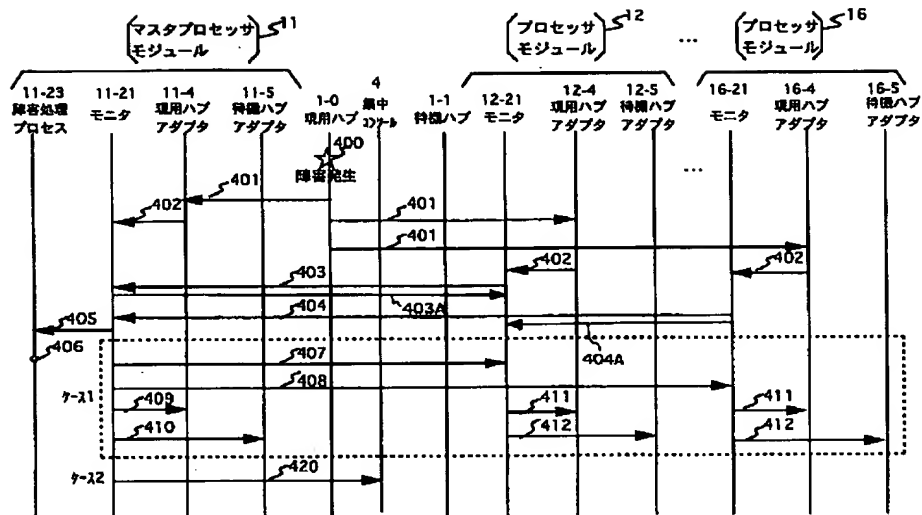 マスタプロセッサ
モジュール
11
プロセッサ
モジュール
12
...
プロセッサ
モジュール
16
11-23
障害処理
プロセス
11-21
モニタ
11-4
現用ハブ
アダプタ
11-5
待機ハブ
アダプタ
1-0
現用ハブ
4
集中
コンソール
1-1
待機ハブ
12-21
モニタ
12-4
現用ハブ
アダプタ
12-5
待機ハブ
アダプタ
16-21
モニタ
16-4
現用ハブ
アダプタ
16-5
待機ハブ
アダプタ
400
障害発生
...
401
402
401
401
402
402
403
403A
404
404A
405
406
407
408
ケース1
409
411
411
410
412
412
ケース2
420